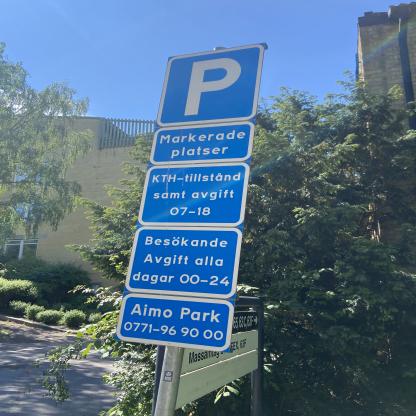 P
Markerade
platser
KTH-tillstånd
samt avgift
07-18
Besökande
Avgift alla
dagar 00-24
Aimo Park
0771-96 90 00